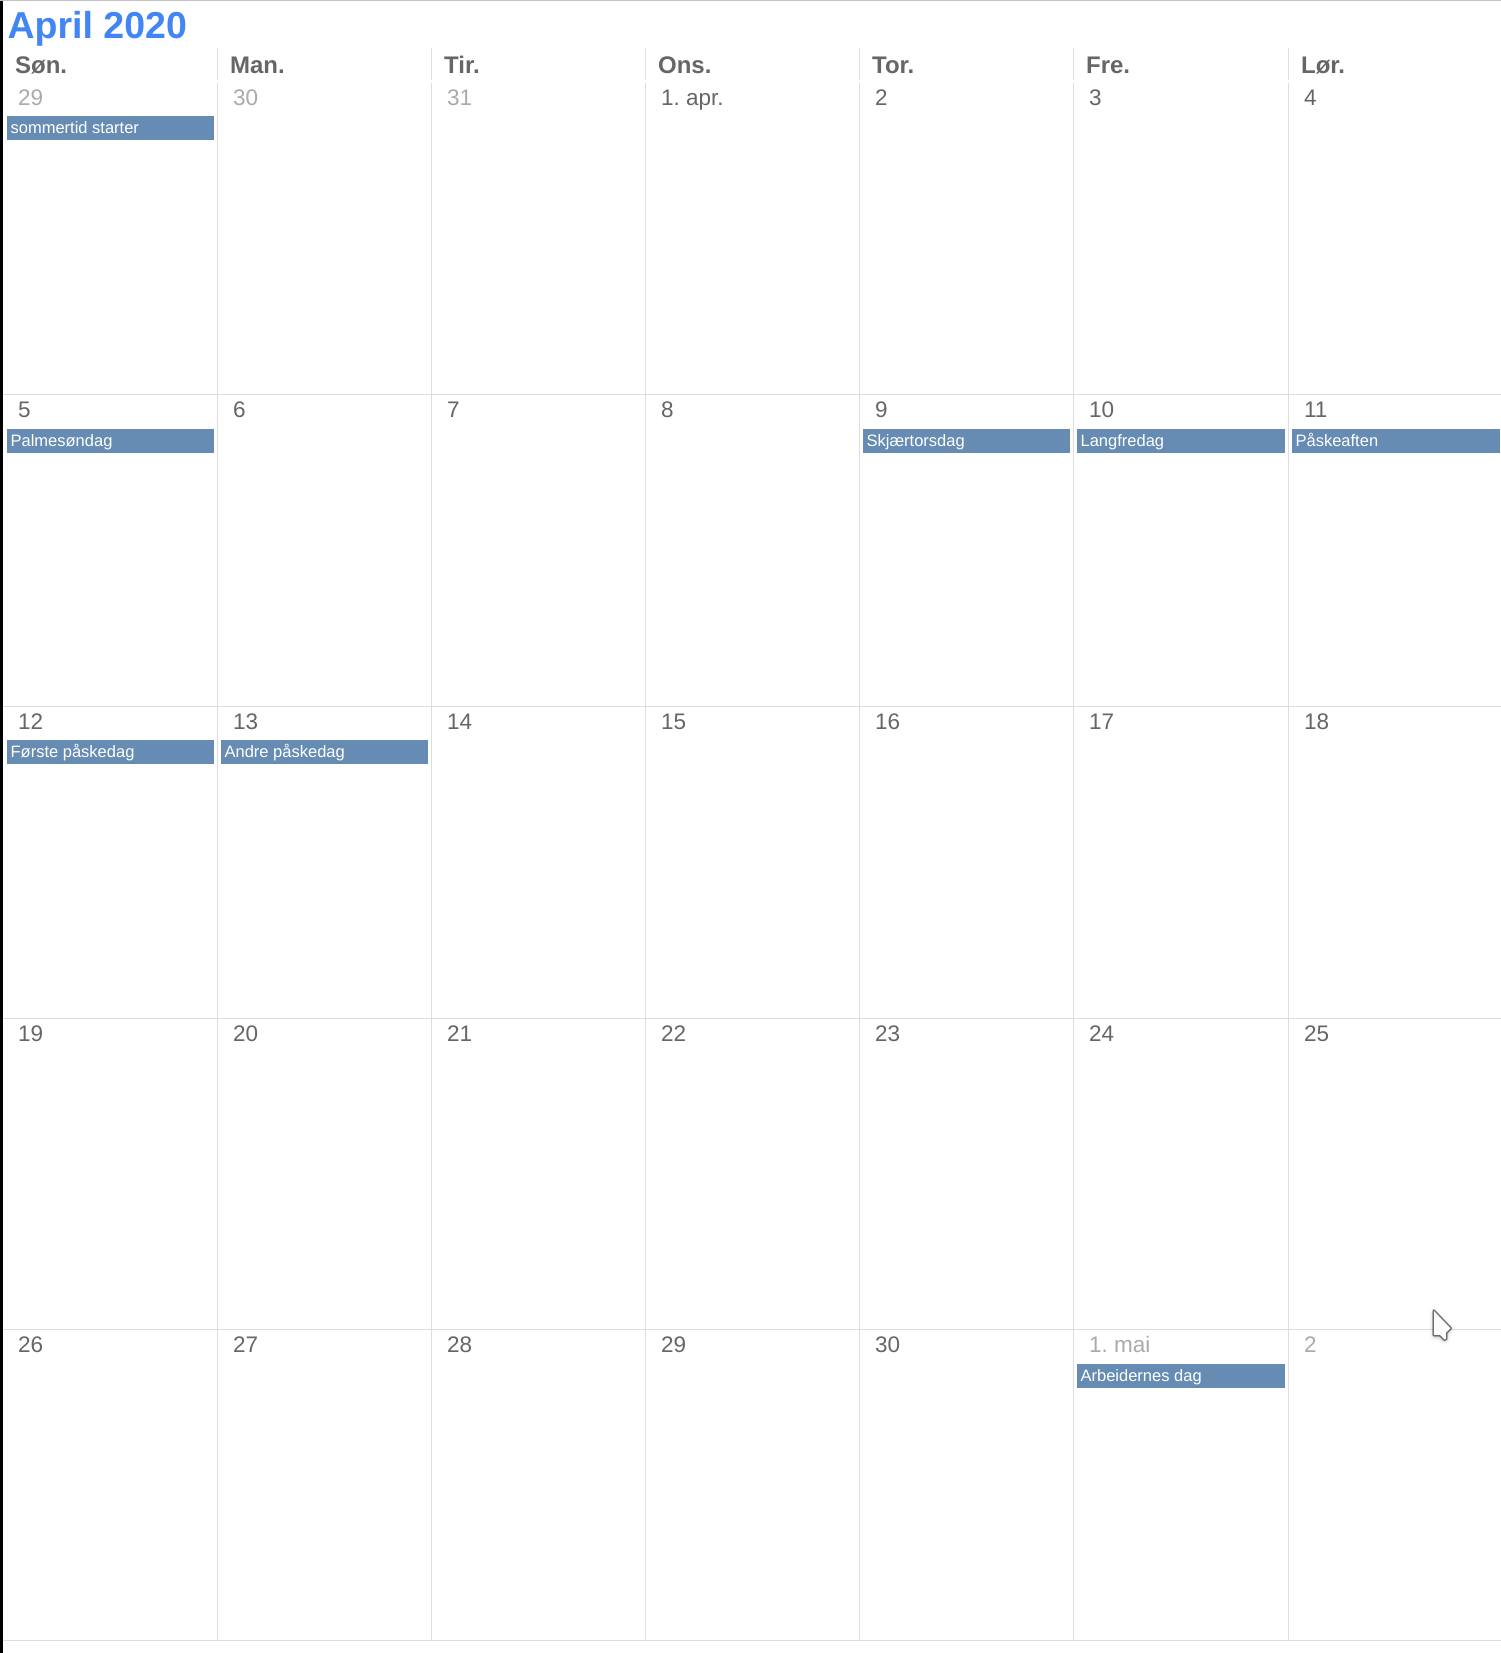 April 2020
Søn. Man. Tir. Ons. Tor. Fre. Lør.
29 30 31 1. apr. 2 3 4
sommertid starter
5 6 7 8 9 10 11
Palmesøndag Skjærtorsdag Langfredag Påskeaften
12 13 14 15 16 17 18
Første påskedag Andre påskedag
19 20 21 22 23 24 25
26 27 28 29 30 1. mai 2
Arbeidernes dag